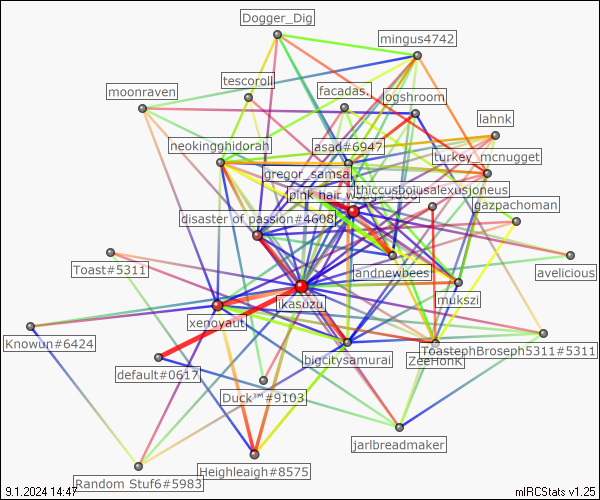 Dogger_Dig
mingus4742
tescoroll
moonraven
facadas.
ogshroom
lahnk
neokingghidorah
asad#6947
turkey_mcnugget
gregor_samsa
pink hair
thiccusboiusalexusjoneus
gazpachoman
disaster of passion#4608
Toast#5311
landnewbees
avelicious
ikasuzu
mukszi
xenoyaut
Knowun#6424
bigcitysamurai
ZeeHonk
ToastephBroseph5311#5311
default#0617
Duck™#9103
jarlbreadmaker
Heighleaigh#8575
Random Stuf6#5983
9.1.2024 14:47
mIRCStats v1.25